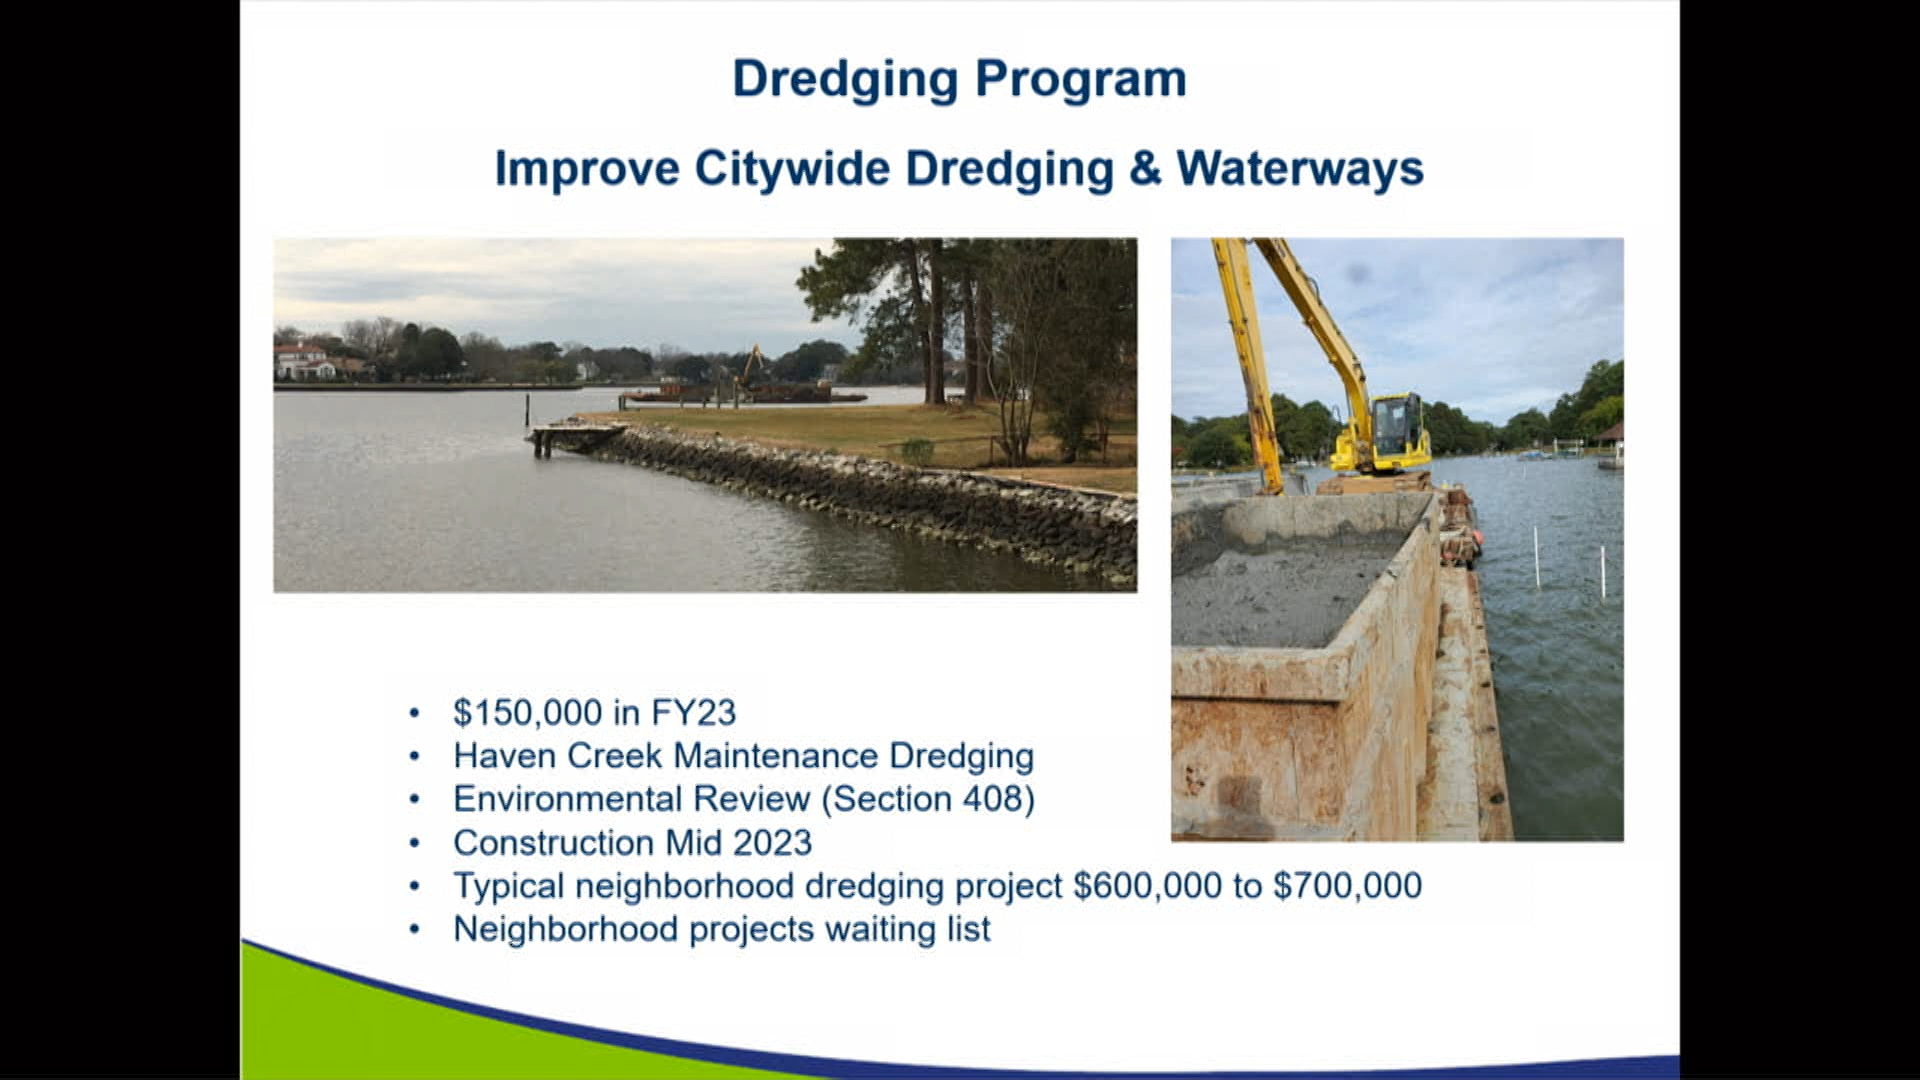 Dredging Program
Improve Citywide Dredging & Waterways
• $150,000 in FY23
• Haven Creek Maintenance Dredging
• Environmental Review (Section 408)
• Construction Mid 2023
• Typical neighborhood dredging project $600,000 to $700,000
• Neighborhood projects waiting list